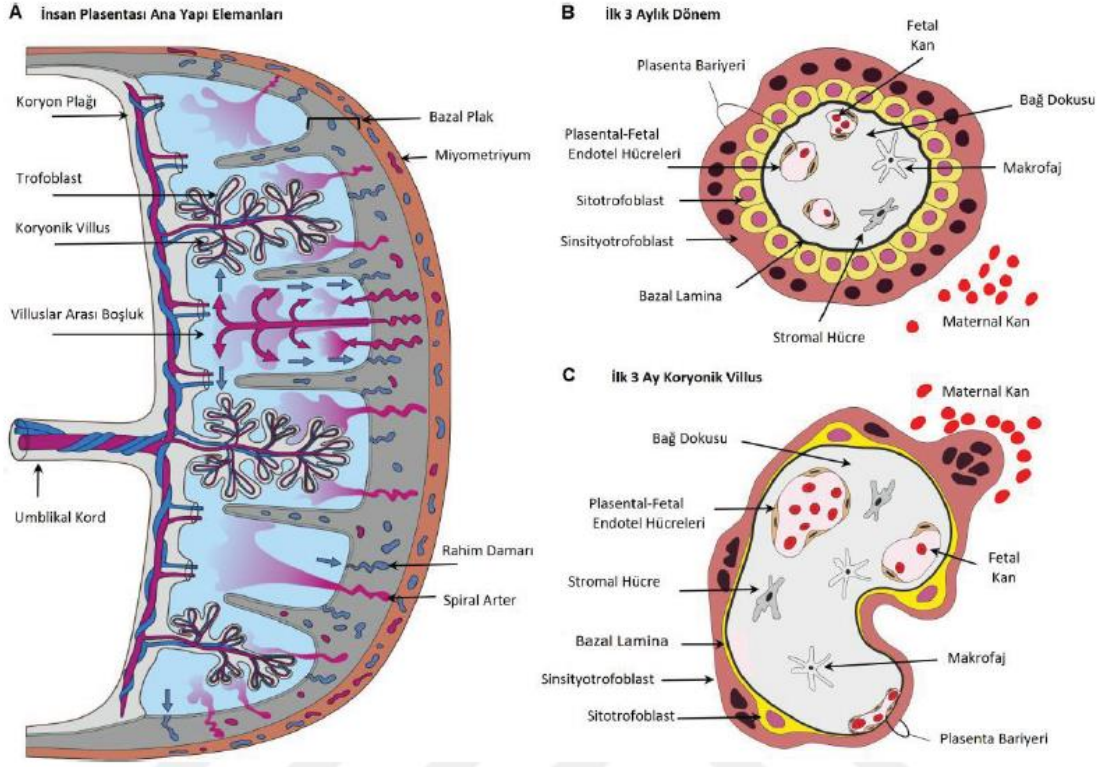 A
İnsan Plasentası Ana Yapı Elemanları
Koryon Plağı
Trofoblast
Koryonik Villus
Villuslar Arası Boşluk
Umblikal Kord
Bazal Plak
Miyometriyum
Rahim Damarı
Spiral Arter
B
İlk 3 Aylık Dönem
Fetal
Kan
Plasenta Bariyeri
Bağ Dokusu
Plasental-Fetal
Endotel Hücreleri
Makrofaj
Sitotrofoblast
Sinsityotrofoblast
Bazal Lamina
Stromal Hücre
Maternal Kan
C
İlk 3 Ay Koryonik Villus
Maternal Kan
Bağ Dokusu
Plasental-Fetal
Endotel Hücreleri
Fetal
Kan
Stromal Hücre
Bazal Lamina
Makrofaj
Sinsityotrofoblast
Sitotrofoblast
Plasenta Bariyeri